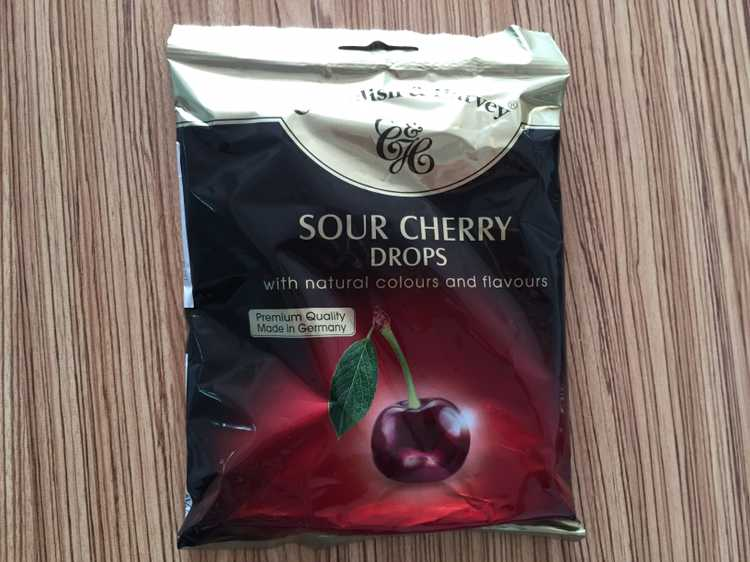 &
C&H
SOUR CHERRY
DROPS
with natural colours and flavours
Premium Quality
Made in Germany